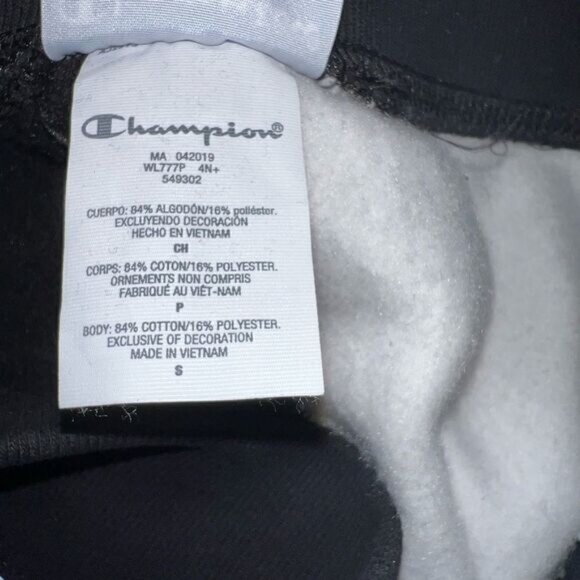 Champion®
MA 042019
WL777P 4N+
549302
CUERPO: 84% ALGODÓN/16% poliéster.
EXCLUYENDO DECORACIÓN
HECHO EN VIETNAM
CH
CORPS: 84% COTON/16% POLYESTER.
ORNEMENTS NON COMPRIS
FABRIQUÉ AU VIÊT-NAM
P
BODY: 84% COTTON/16% POLYESTER.
EXCLUSIVE OF DECORATION
MADE IN VIETNAM
S